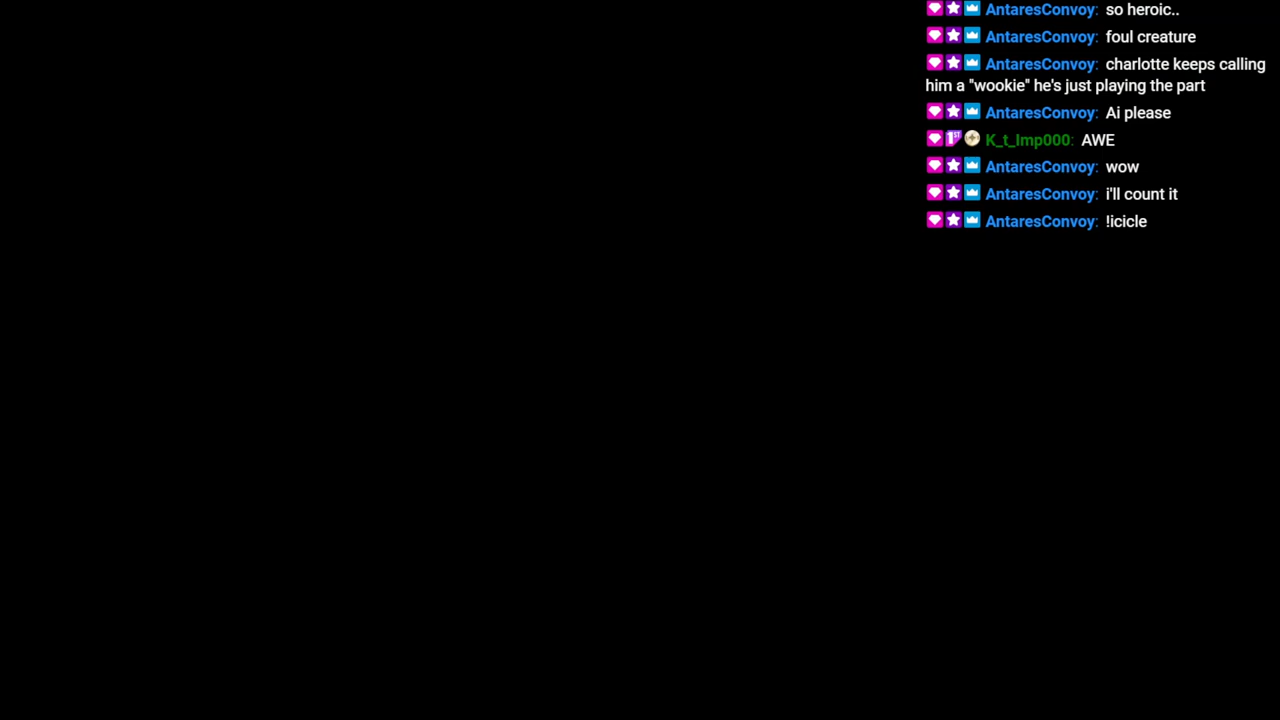 AntaresConvoy: so heroic..
AntaresConvoy: foul creature
AntaresConvoy: charlotte keeps calling
him a "wookie" he's just playing the part
AntaresConvoy: Ai please
1ST K_t_Imp000: AWE
AntaresConvoy: wow
AntaresConvoy: i'll count it
AntaresConvoy: !icicle